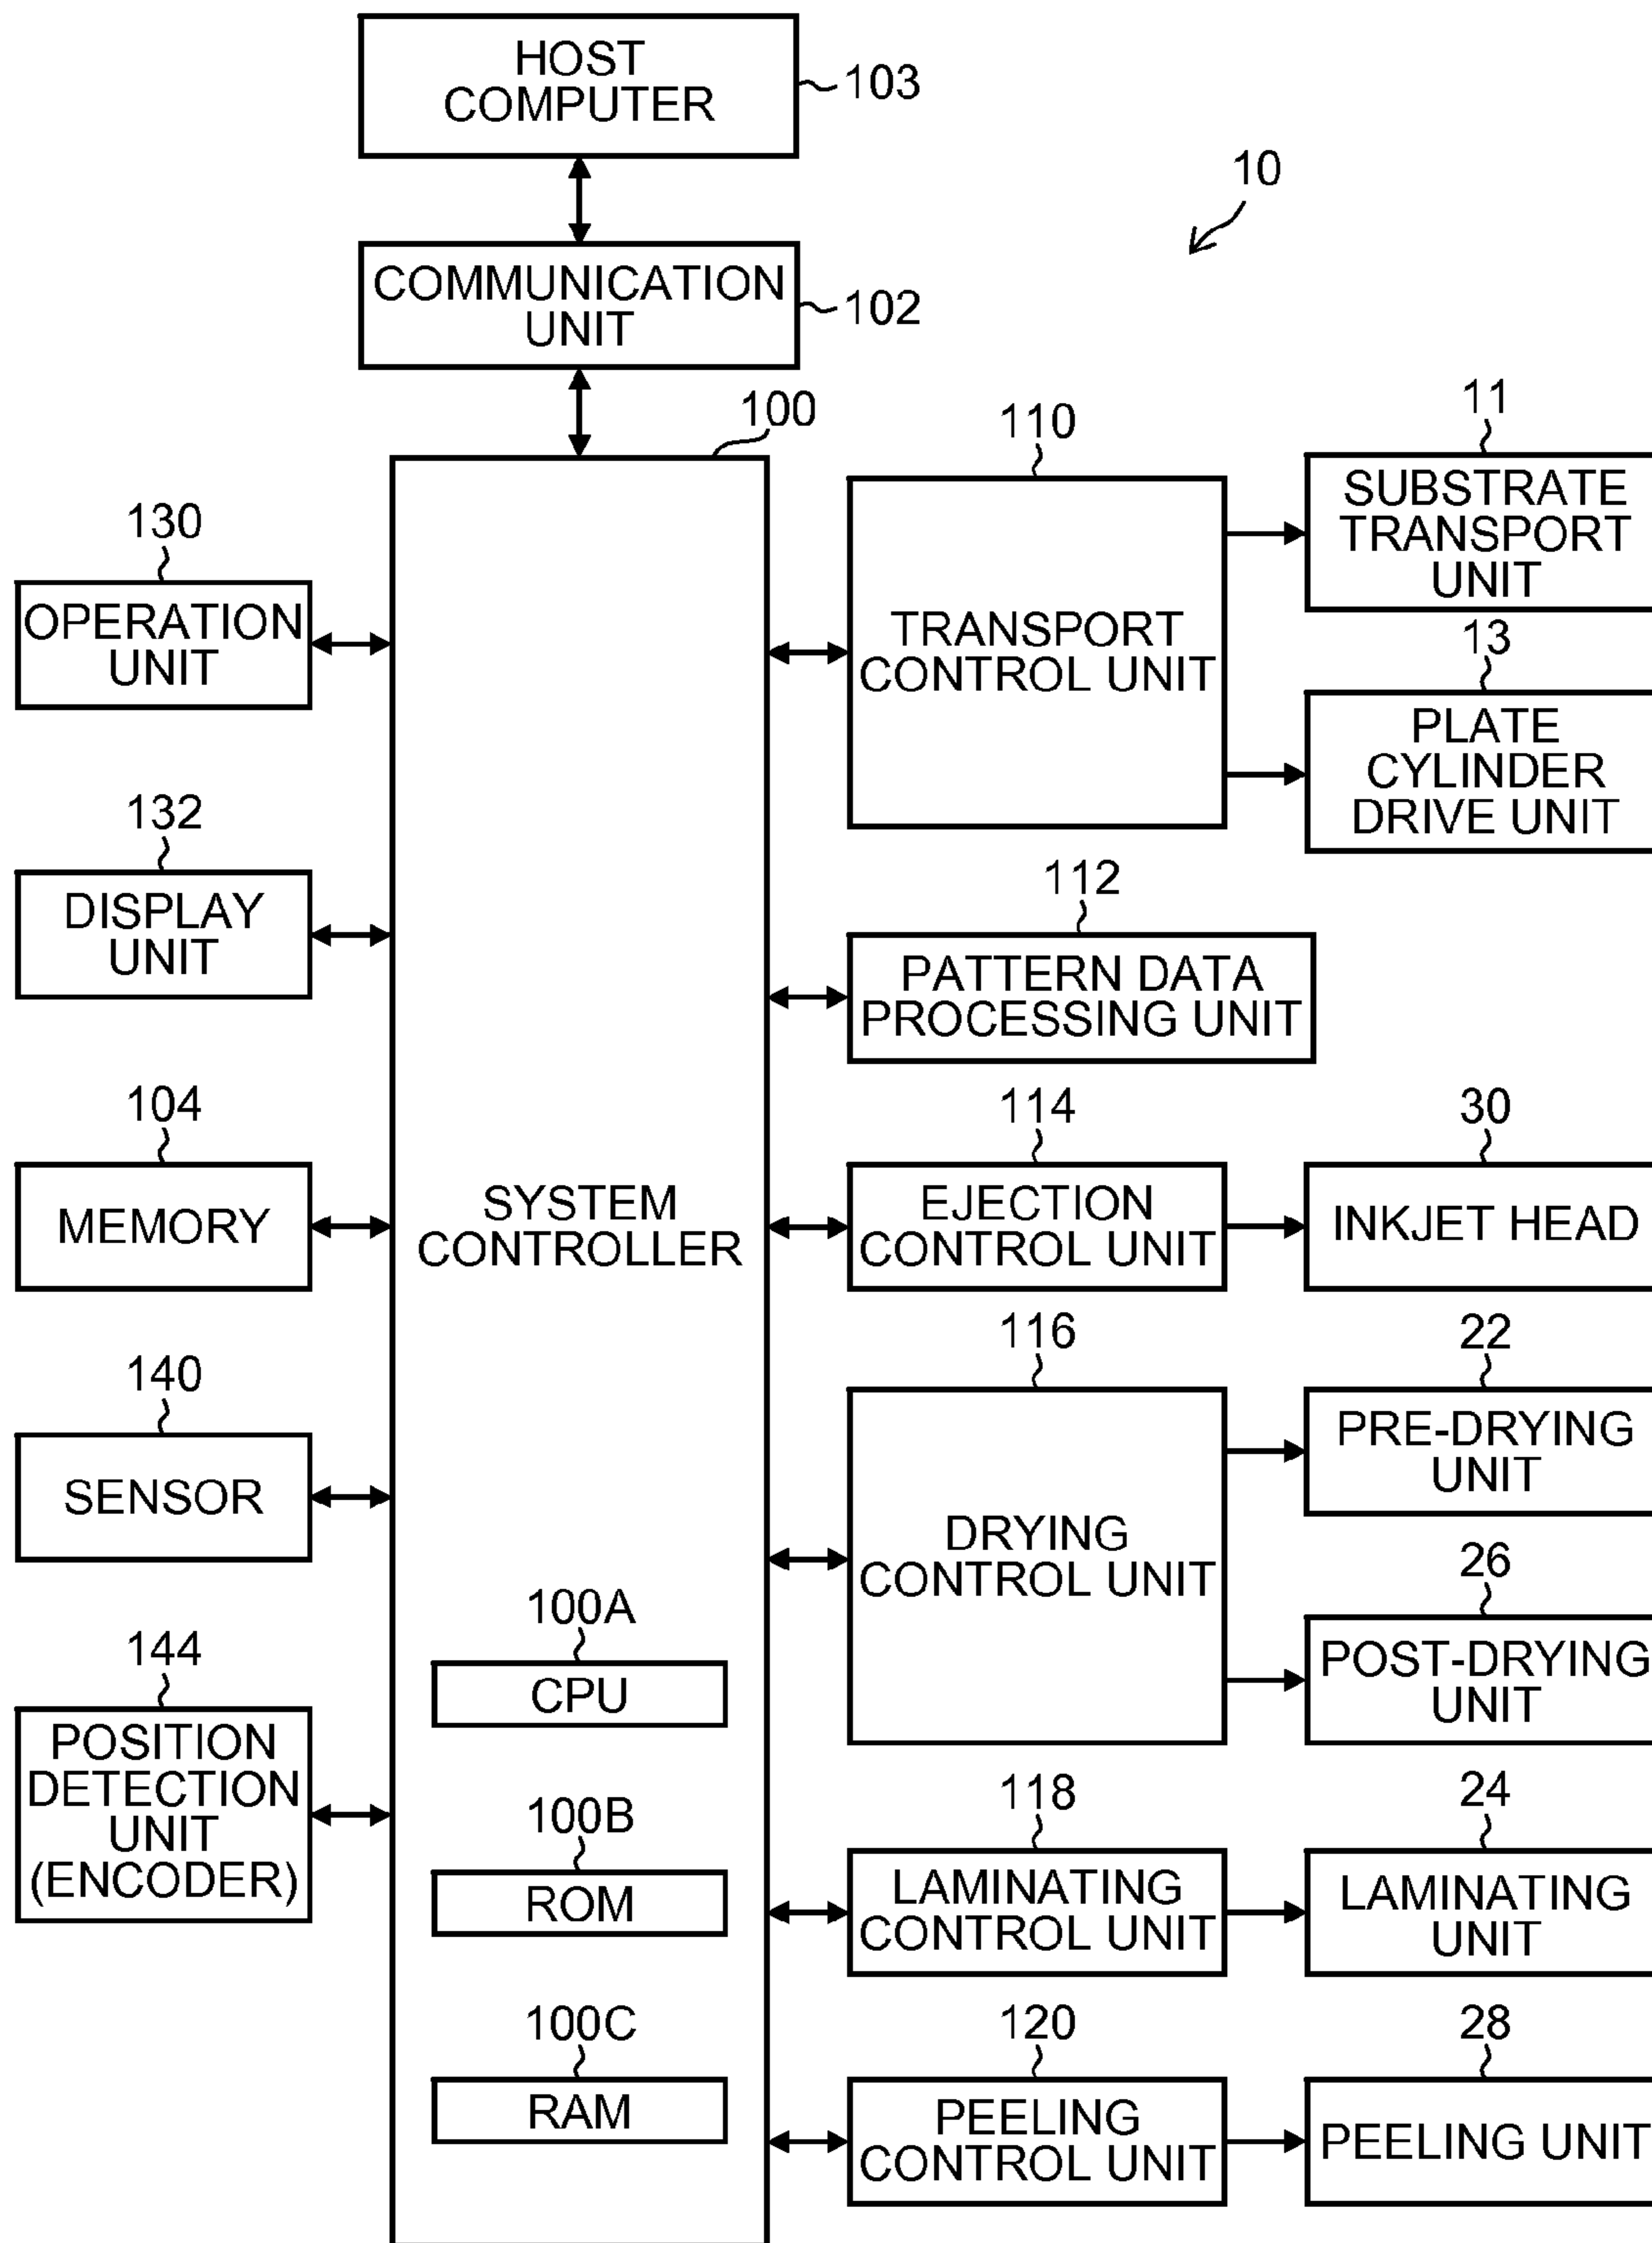 HOST
COMPUTER
103
10
COMMUNICATION
UNIT
102
100
110
11
SUBSTRATE
TRANSPORT
UNIT
130
OPERATION
UNIT
TRANSPORT
CONTROL UNIT
13
PLATE
CYLINDER
DRIVE UNIT
132
DISPLAY
UNIT
112
PATTERN DATA
PROCESSING UNIT
104
MEMORY
SYSTEM
CONTROLLER
114
EJECTION
CONTROL UNIT
30
INKJET HEAD
116
22
PRE-DRYING
UNIT
140
SENSOR
DRYING
CONTROL UNIT
26
POST-DRYING
UNIT
100A
CPU
144
POSITION
DETECTION
UNIT
(ENCODER)
100B
ROM
118
LAMINATING
CONTROL UNIT
24
LAMINATING
UNIT
100C
RAM
120
PEELING
CONTROL UNIT
28
PEELING UNIT